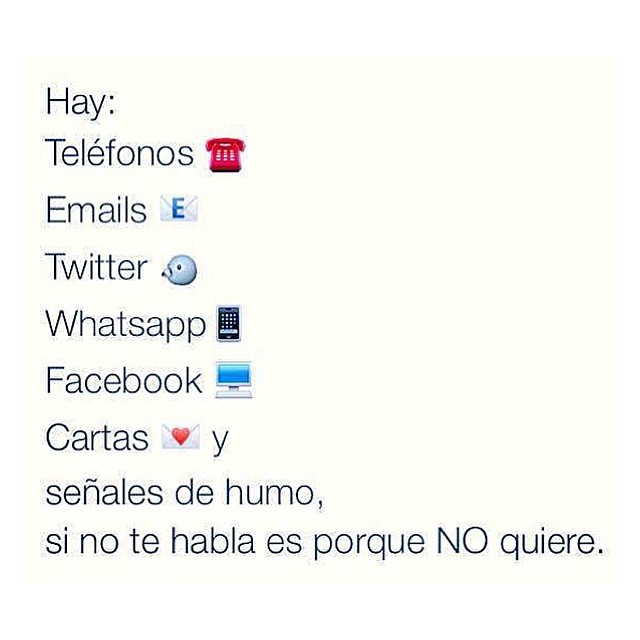 Hay:
Teléfonos ☎️
Emails 📧
Twitter 🐦
Whatsapp 📱
Facebook 💻
Cartas 💌 y
señales de humo,
si no te habla es porque NO quiere.